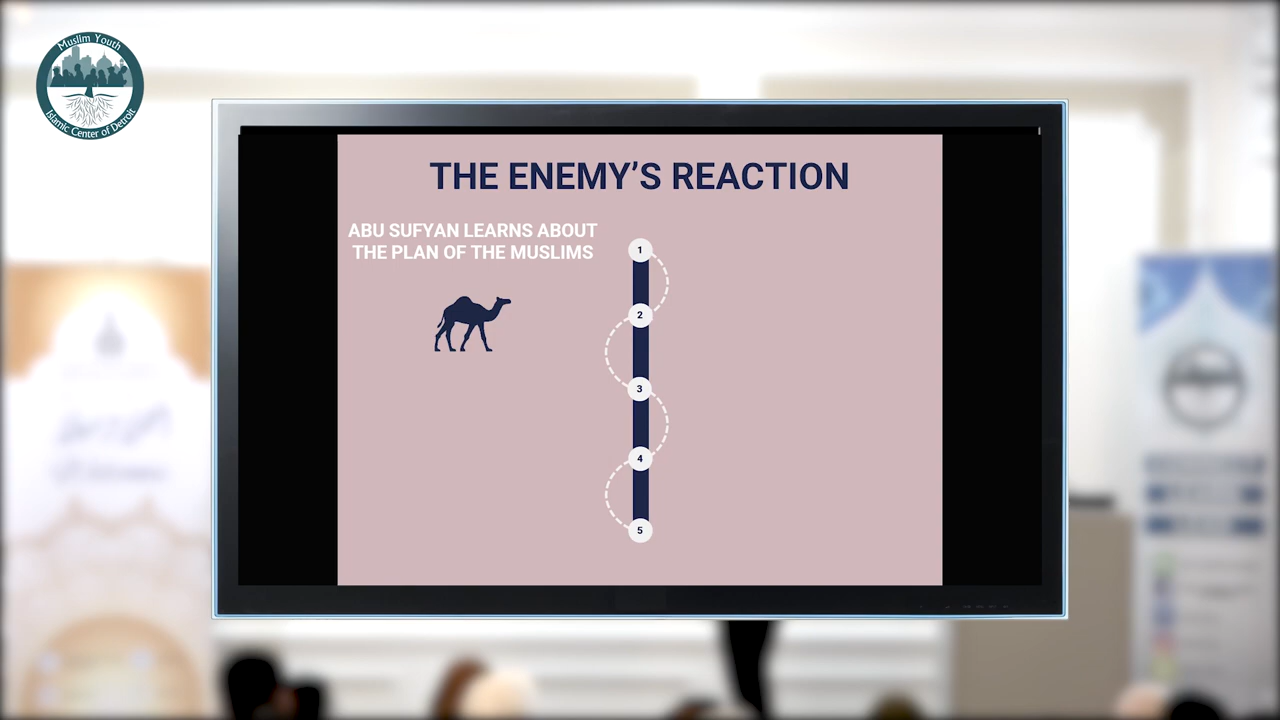 Muslim Youth
Islamic Center of Detroit
THE ENEMY'S REACTION
ABU SUFYAN LEARNS ABOUT
THE PLAN OF THE MUSLIMS
1
2
3
4
5